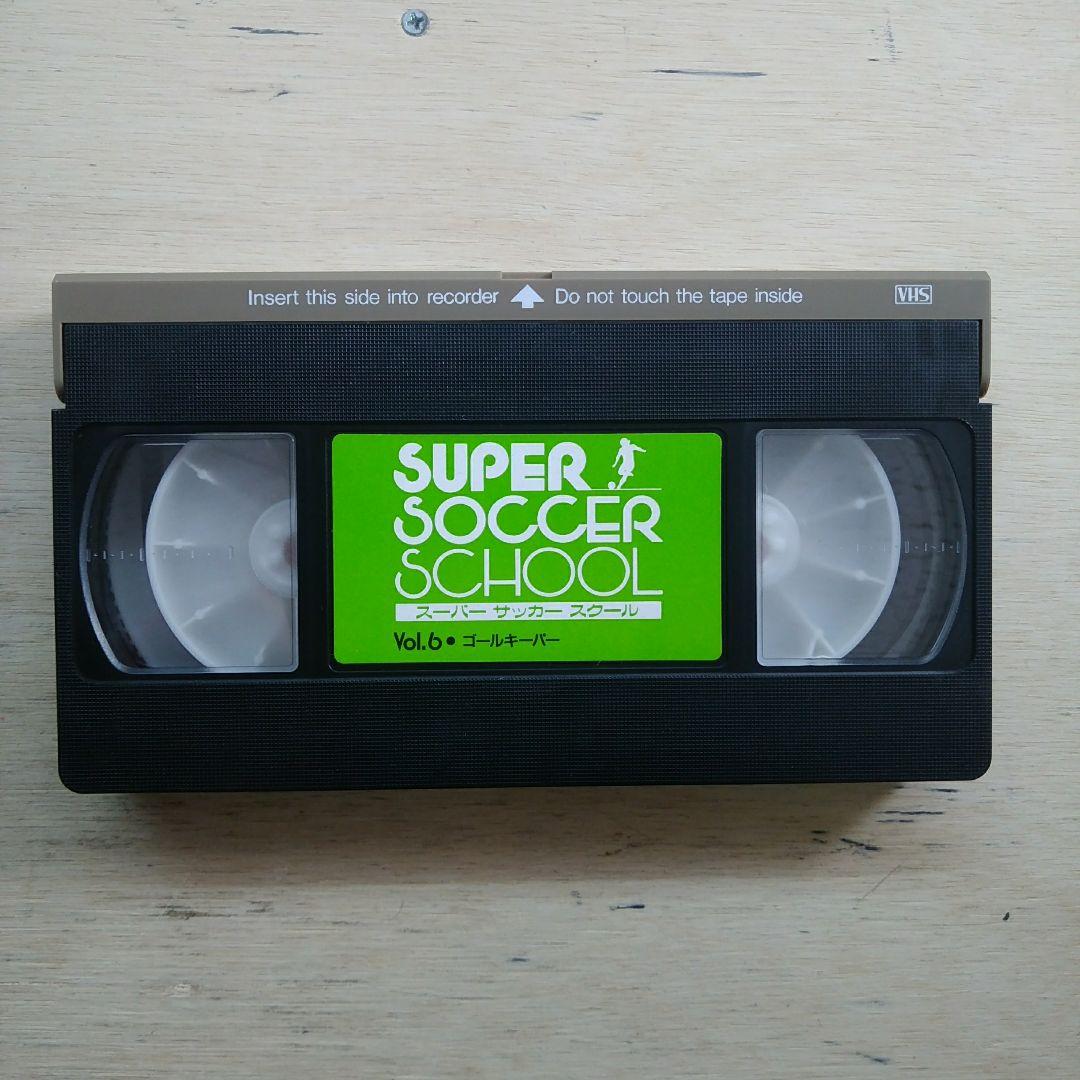 Insert this side into recorder Do not touch the tape inside VHS
SUPER
SOCCER
SCHOOL
スーパー サッカー スクール
Vol.6・ゴールキーパー